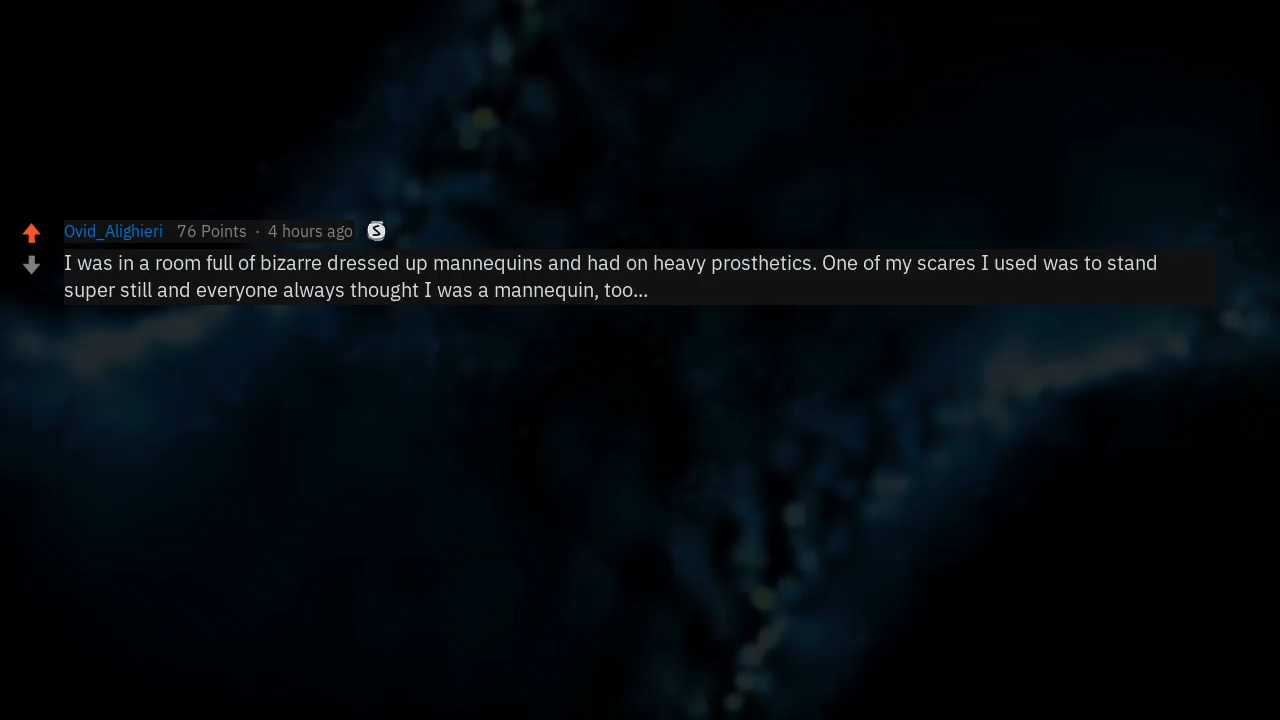 Ovid_Alighieri 76 Points · 4 hours ago S
I was in a room full of bizarre dressed up mannequins and had on heavy prosthetics. One of my scares I used was to stand
super still and everyone always thought I was a mannequin, too...